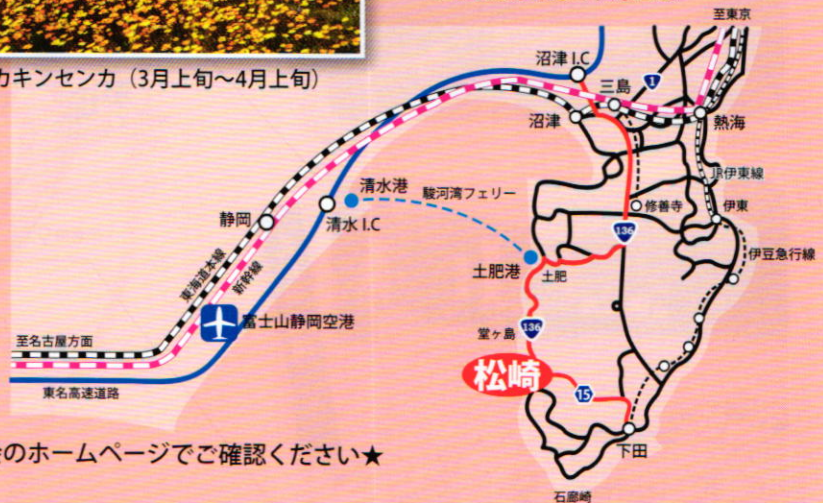 至東京
カキンセンカ（3月上旬～4月上旬）
沼津 I.C
1
三島
沼津
熱海
JR伊東線
清水港
駿河湾フェリー
修善寺
伊東
静岡
清水 I.C
136
伊豆急行線
東海道本線
新幹線
土肥港
土肥
富士山静岡空港
136
堂ヶ島
至名古屋方面
松崎
15
東名高速道路
のホームページでご確認ください★
下田
石廊崎